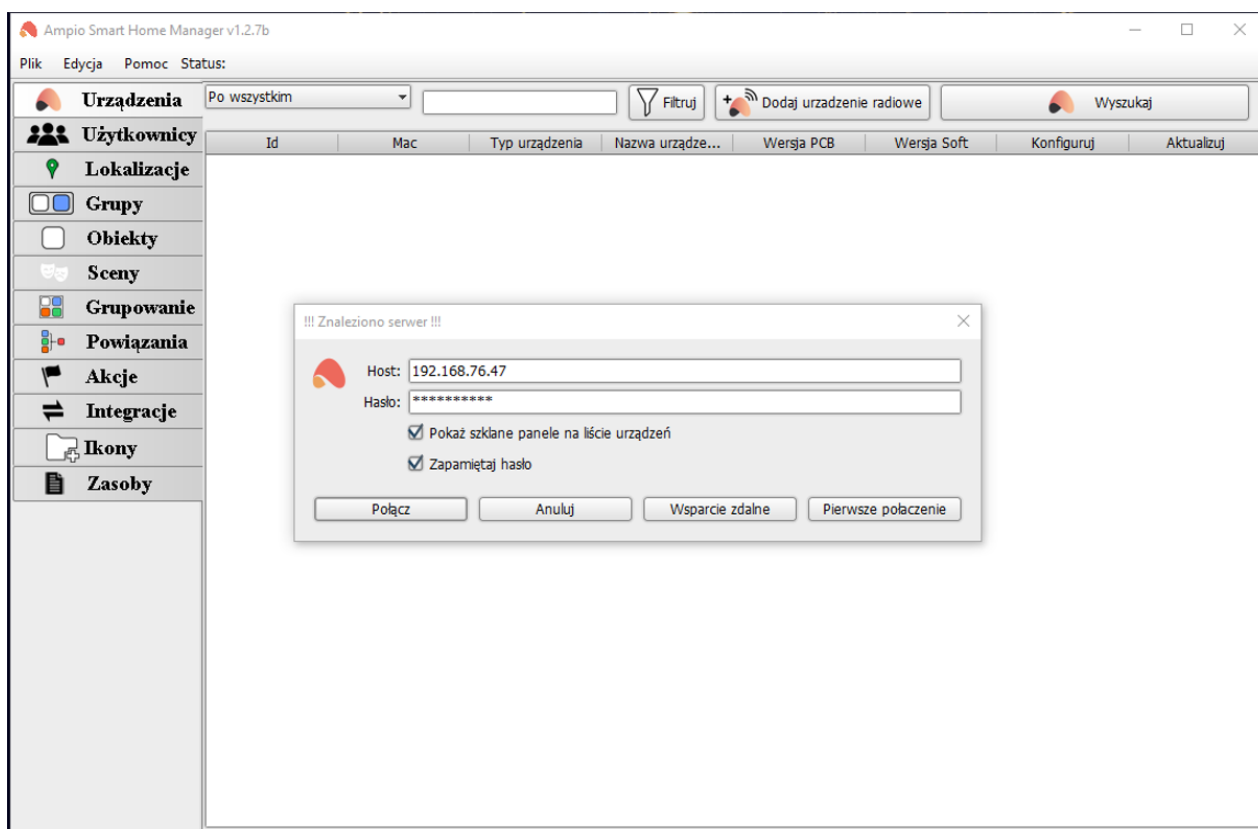 Ampio Smart Home Manager v1.2.7b
Plik Edycja Pomoc Status:
Urządzenia
Po wszystkim
Filtruj
Dodaj urzadzenie radiowe
Wyszukaj
Użytkownicy
Id Mac Typ urządzenia Nazwa urządze... Wersja PCB Wersja Soft Konfiguruj Aktualizuj
Lokalizacje
Grupy
Obiekty
Sceny
Grupowanie
Powiązania
Akcje
Integracje
Ikony
Zasoby
!!! Znaleziono serwer !!!
Host: 192.168.76.47
Hasło: **********
Pokaż szklane panele na liście urządzeń
Zapamiętaj hasło
Połącz Anuluj Wsparcie zdalne Pierwsze połaczenie